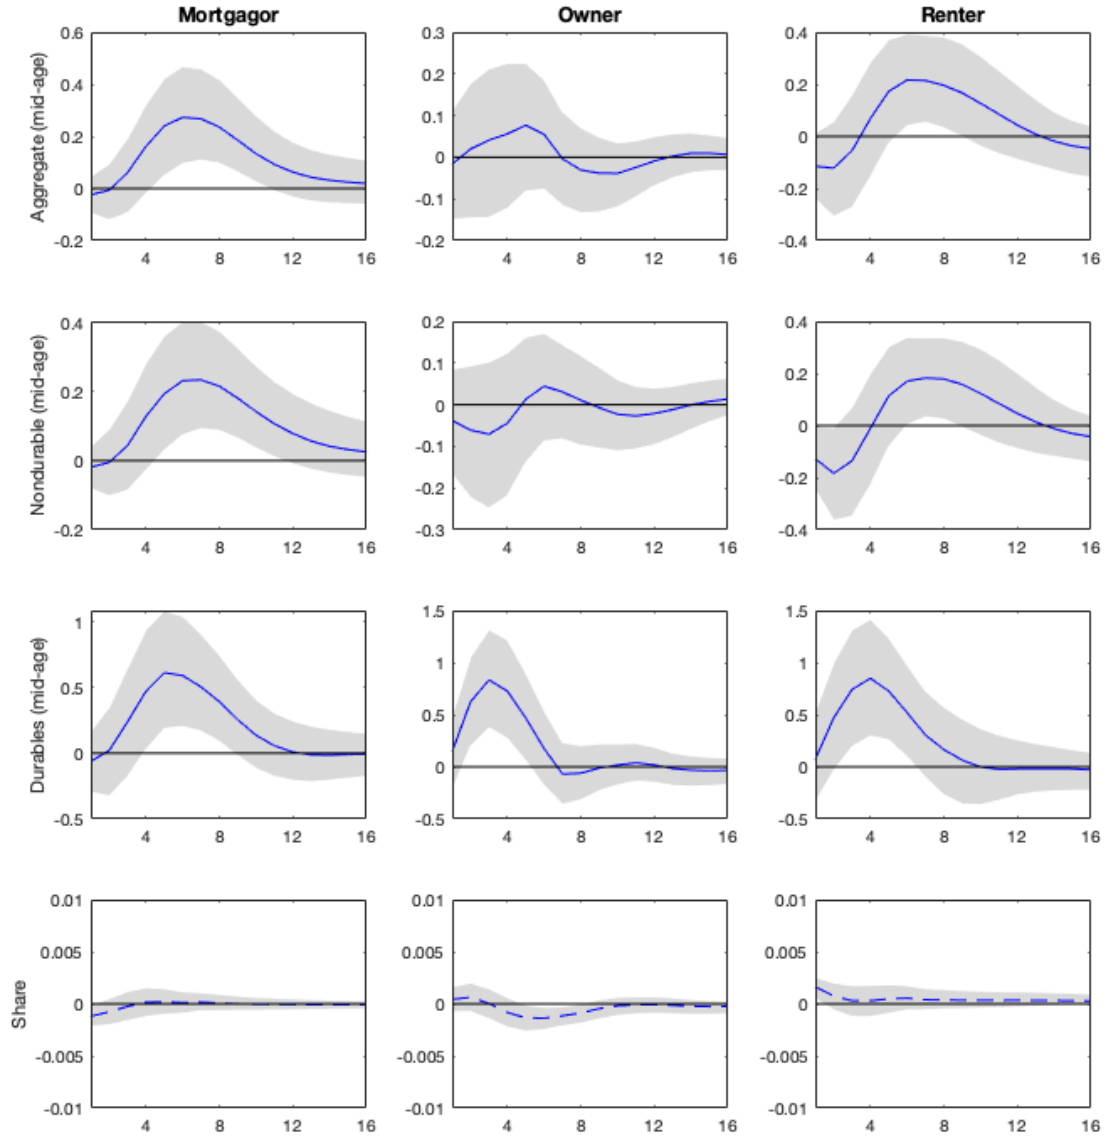 Mortgagor Owner Renter
Aggregate (mid-age)
0.6 0.4 0.2 0 -0.2
4 8 12 16
0.3 0.2 0.1 0 -0.1 -0.2
4 8 12 16
0.4 0.2 0 -0.2 -0.4
4 8 12 16
Nondurable (mid-age)
0.4 0.2 0 -0.2
4 8 12 16
0.2 0.1 0 -0.1 -0.2 -0.3
4 8 12 16
0.4 0.2 0 -0.2 -0.4
4 8 12 16
Durables (mid-age)
1 0.5 0 -0.5
4 8 12 16
1.5 1 0.5 0 -0.5
4 8 12 16
1.5 1 0.5 0 -0.5
4 8 12 16
Share
0.01 0.005 0 -0.005 -0.01
4 8 12 16
0.01 0.005 0 -0.005 -0.01
4 8 12 16
0.01 0.005 0 -0.005 -0.01
4 8 12 16